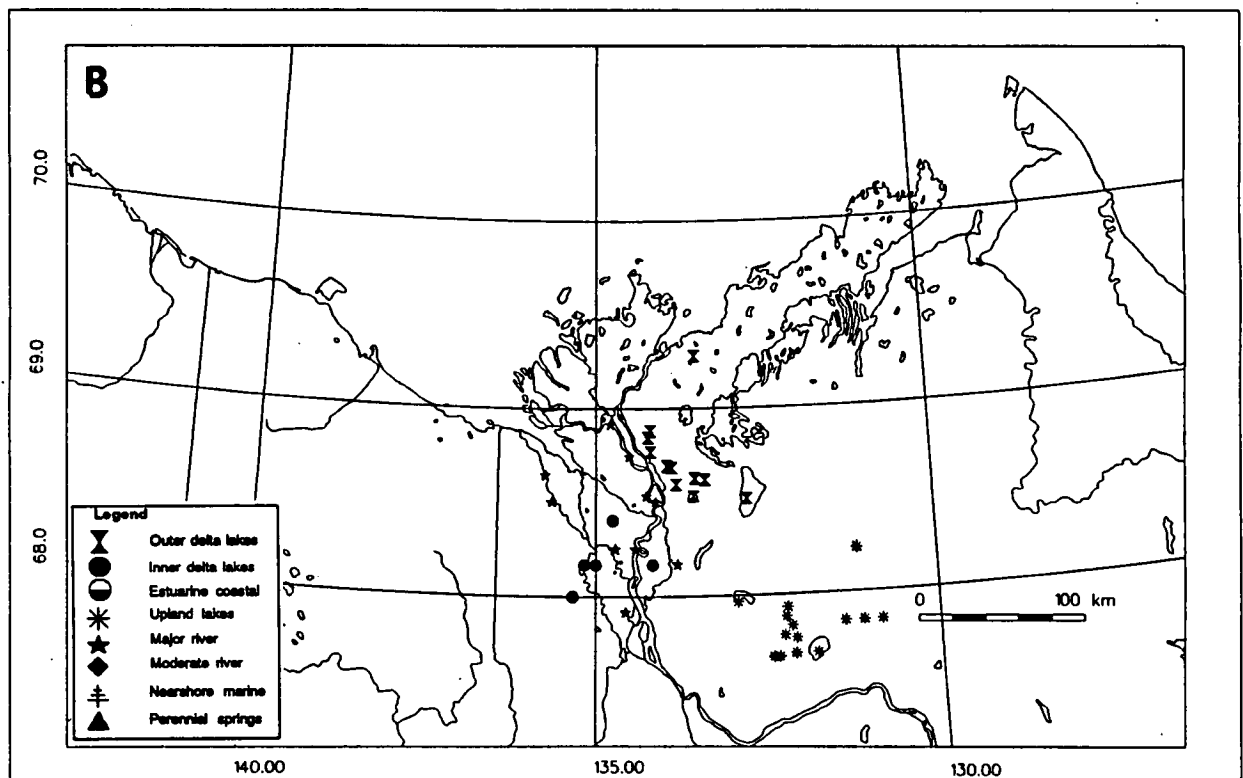 B
70.0
69.0
68.0
Legend
Outer delta lakes
Inner delta lakes
Estuarine coastal
Upland lakes
Major river
Moderate river
Nearshore marine
Perennial springs
0 100 km
140.00 135.00 130.00